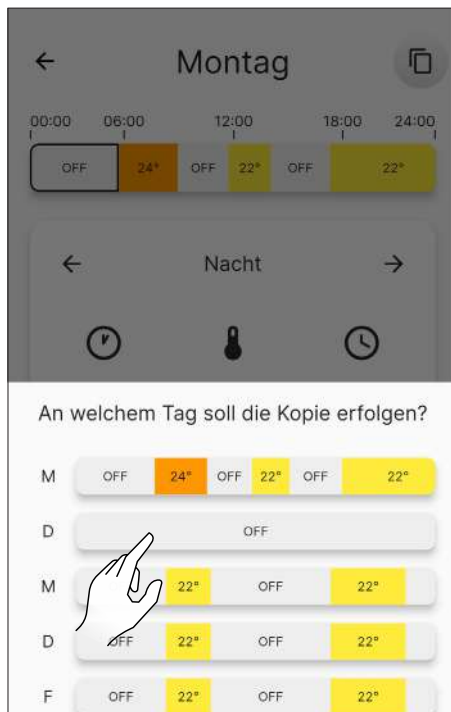 Montag
00:00 06:00 12:00 18:00 24:00
OFF 24° OFF 22° OFF 22°
Nacht
An welchem Tag soll die Kopie erfolgen?
M OFF 24° OFF 22° OFF 22°
D OFF
M 22° OFF 22°
D OFF 22° OFF 22°
F OFF 22° OFF 22°